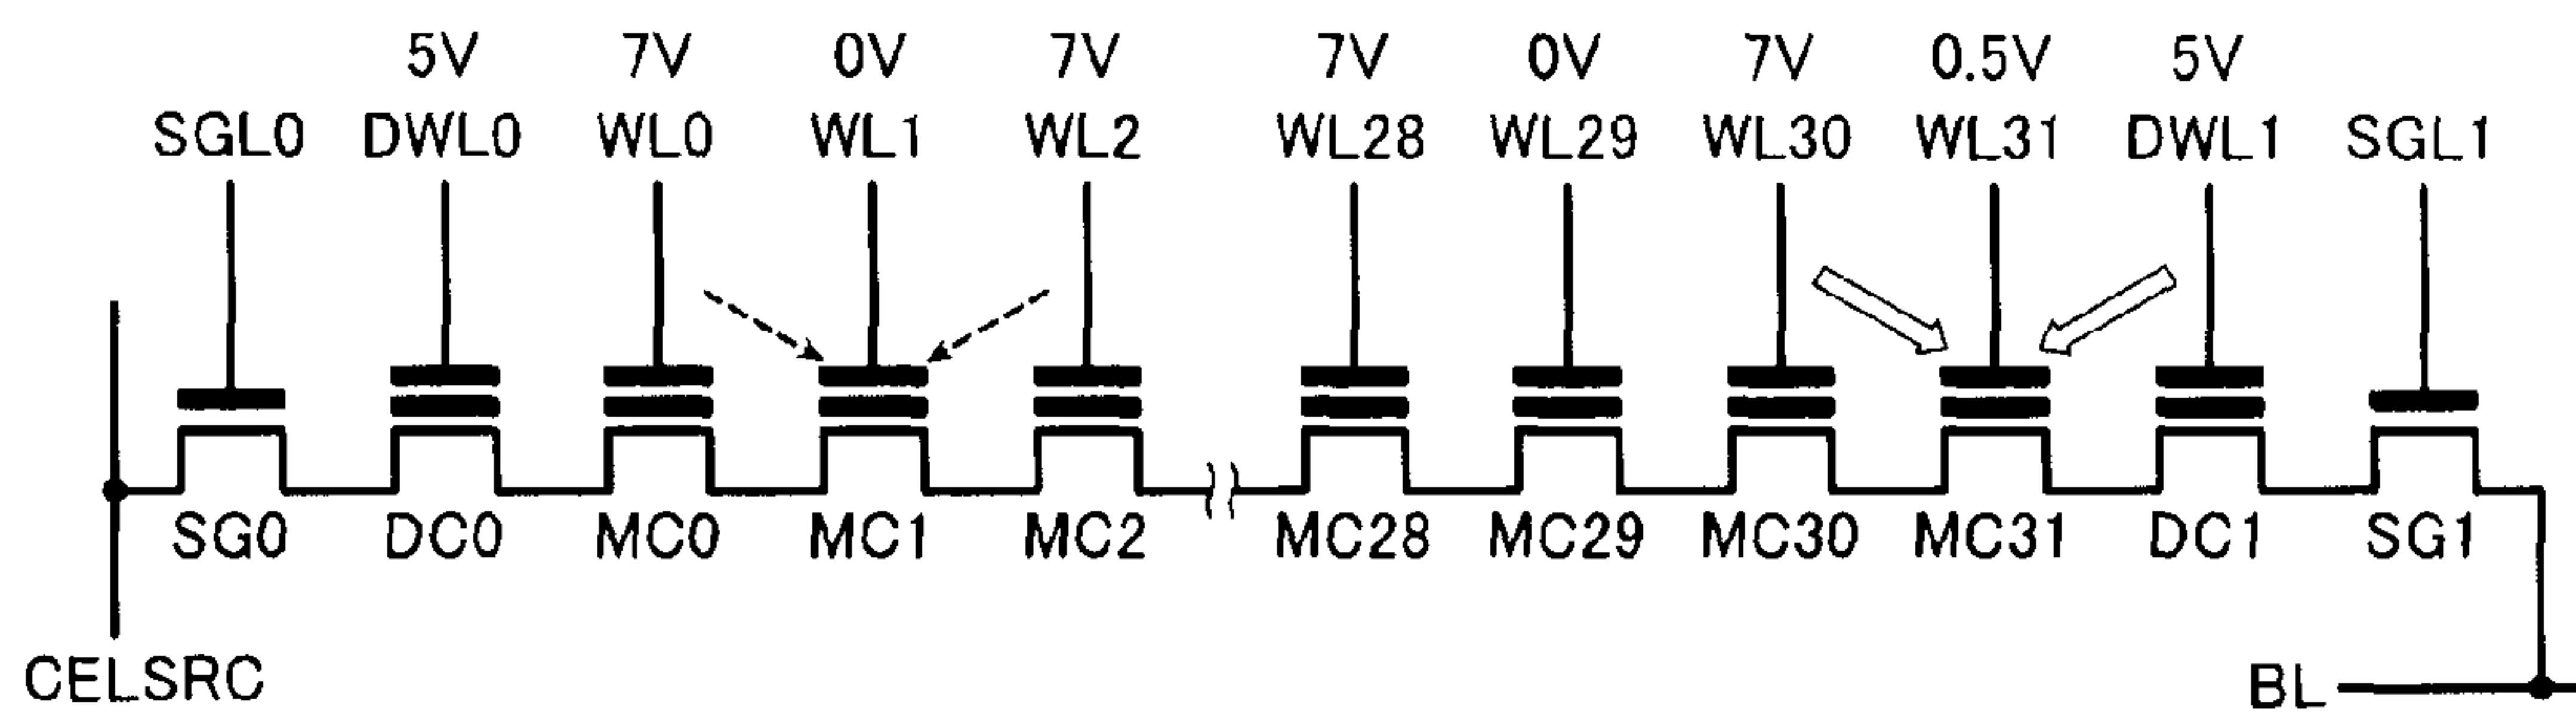 5V 7V 0V 7V 7V 0V 7V 0.5V 5V
SGL0 DWL0 WL0 WL1 WL2 WL28 WL29 WL30 WL31 DWL1 SGL1
SG0 DC0 MC0 MC1 MC2 MC28 MC29 MC30 MC31 DC1 SG1
CELSRC BL